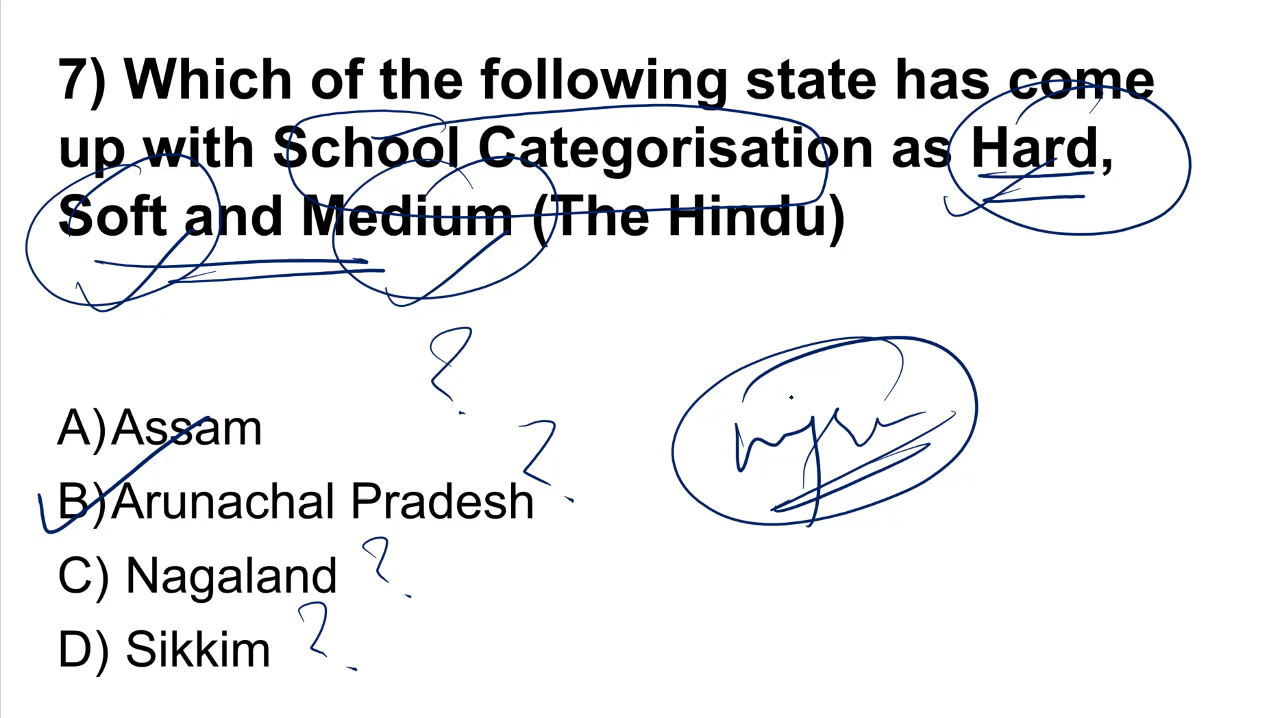 7) Which of the following state has come
up with School Categorisation as Hard,
Soft and Medium (The Hindu)
?
A) Assam
?
B) Arunachal Pradesh
C) Nagaland ?
D) Sikkim ?